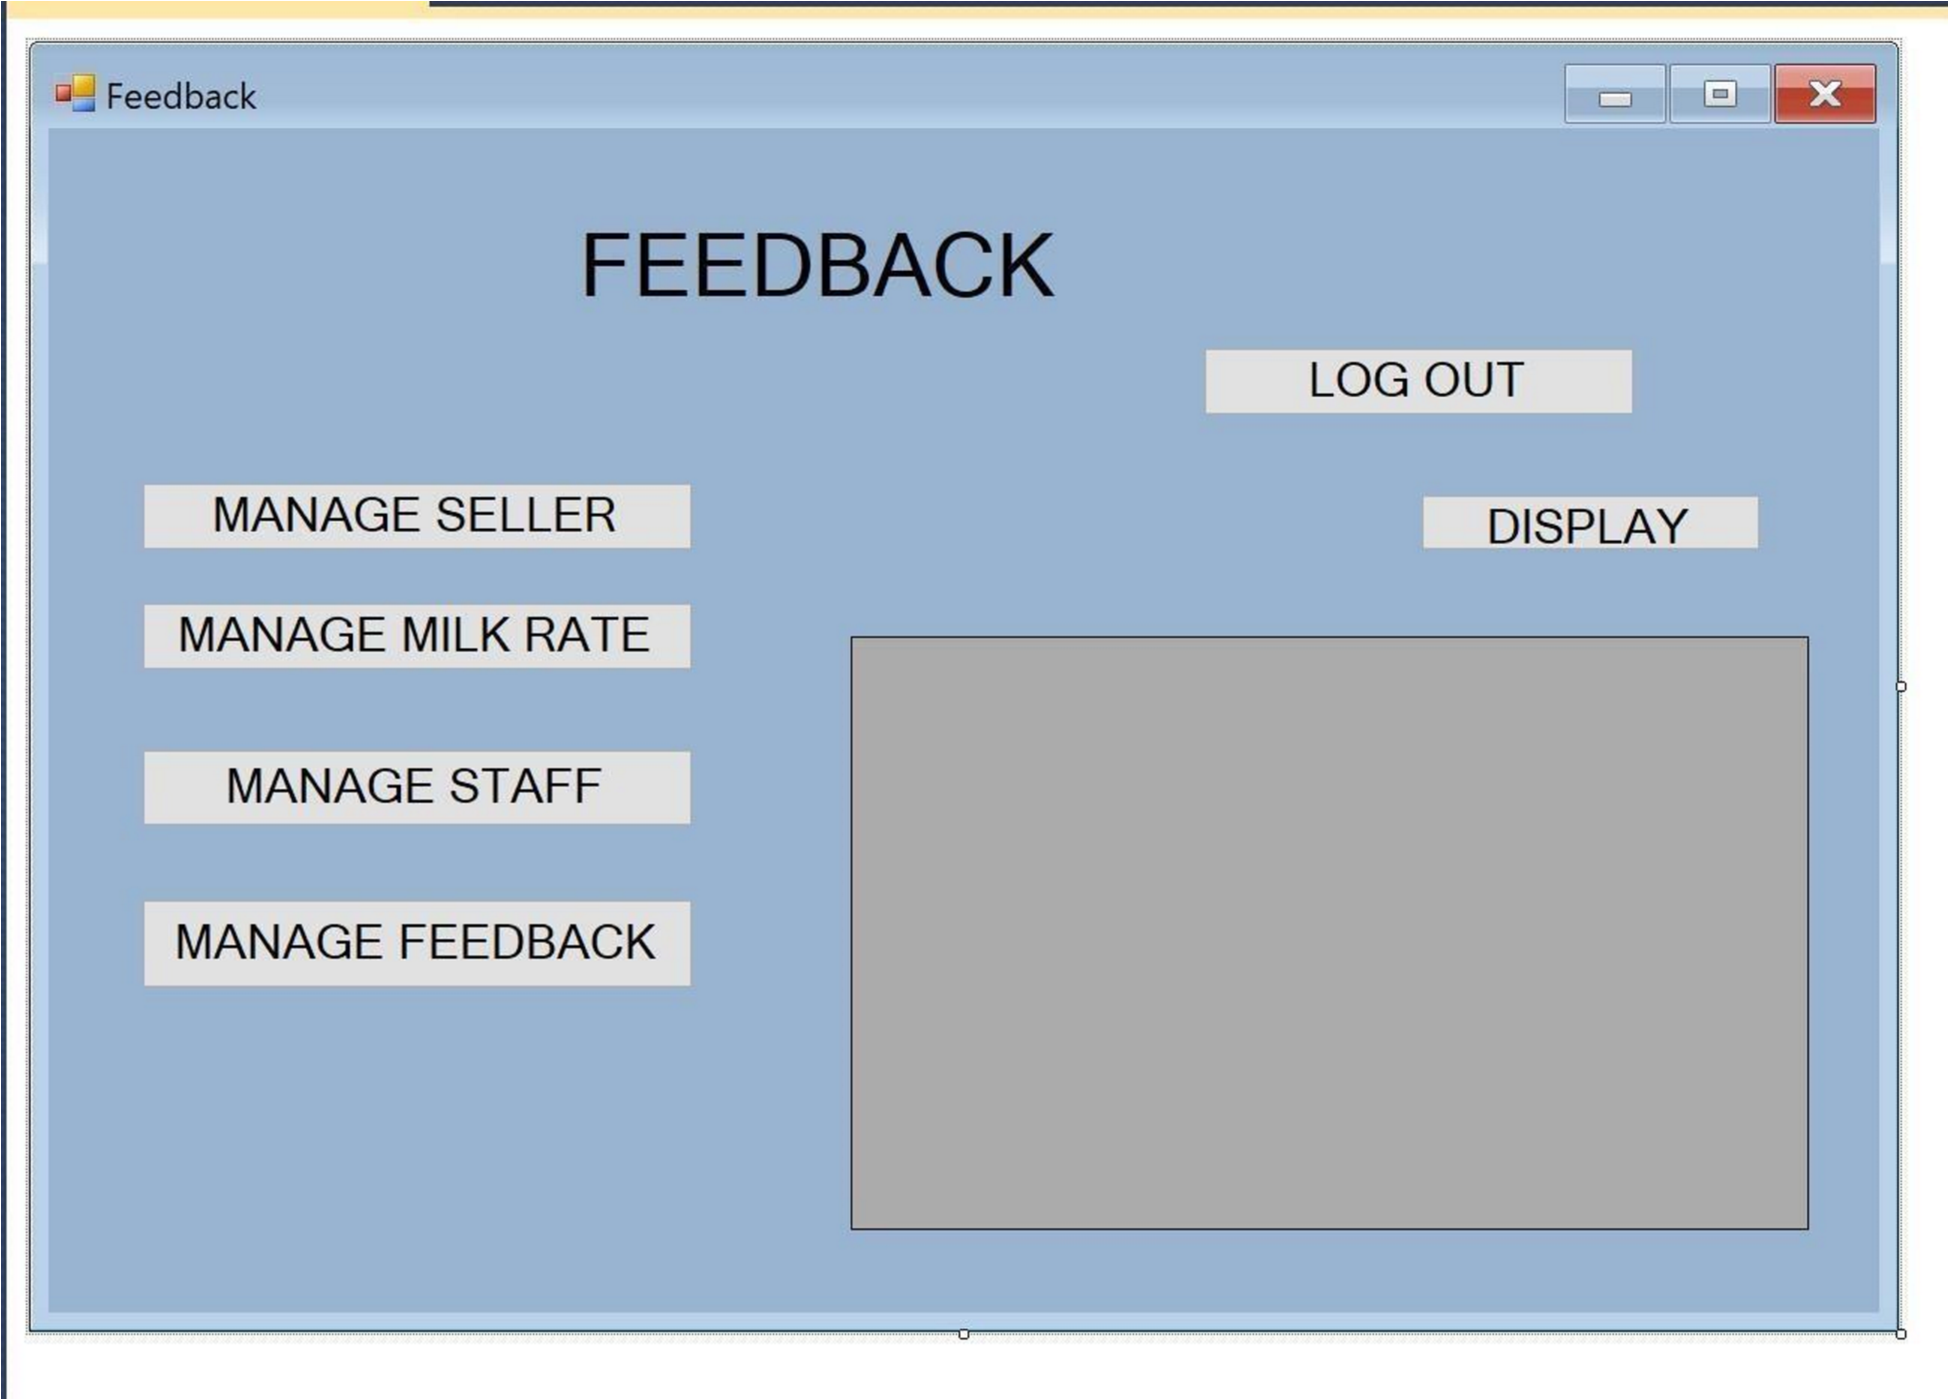 Feedback
FEEDBACK
LOG OUT
MANAGE SELLER
DISPLAY
MANAGE MILK RATE
MANAGE STAFF
MANAGE FEEDBACK